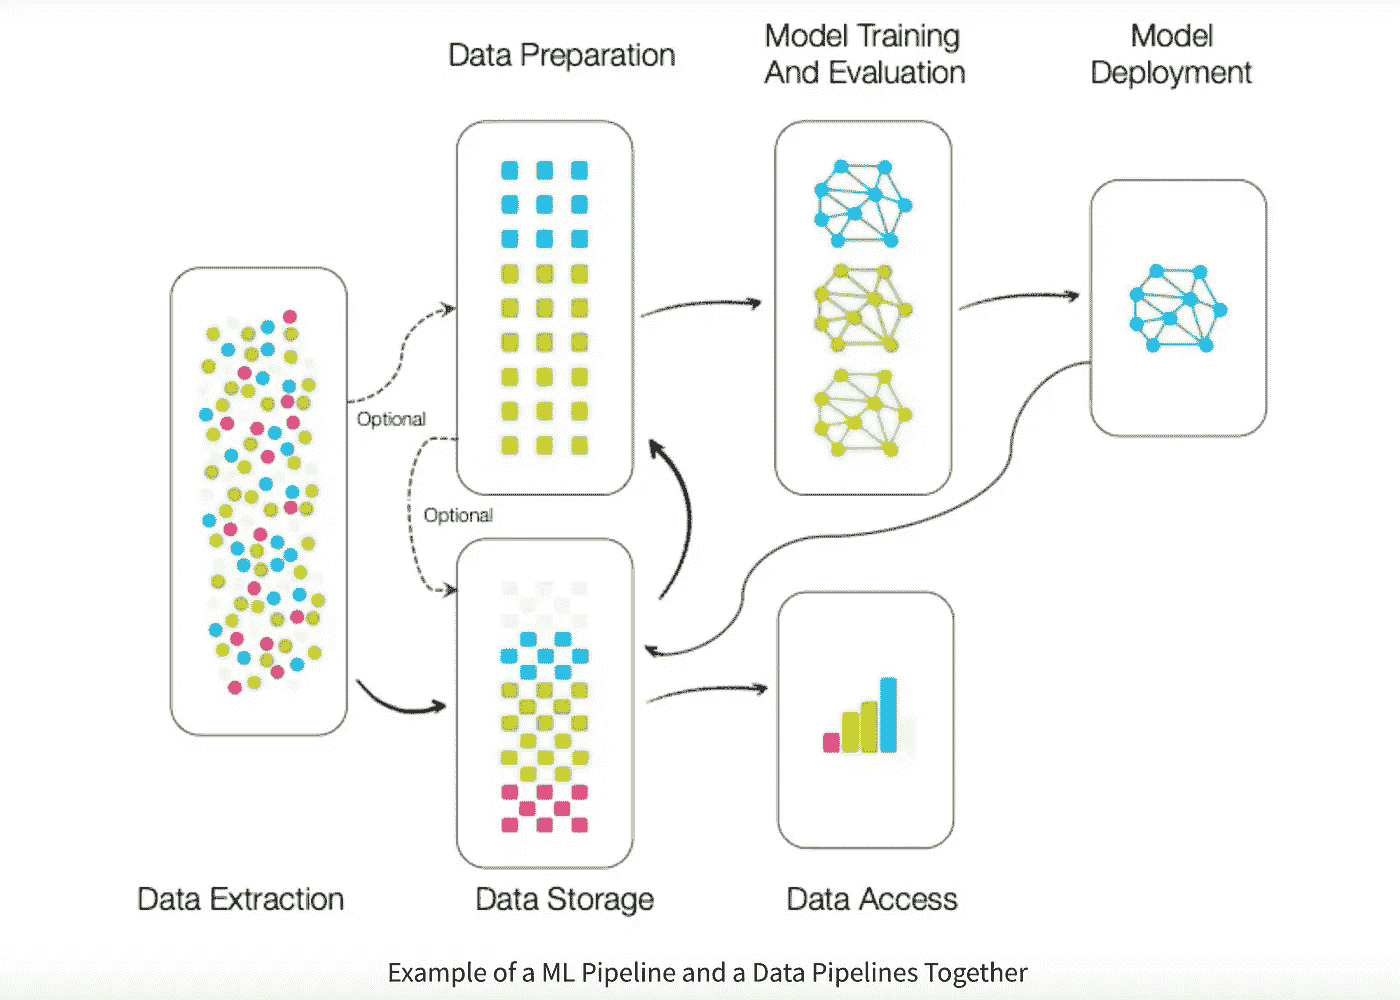 Data Preparation
Model Training
And Evaluation
Model
Deployment
Optional
Optional
Data Extraction
Data Storage
Data Access
Example of a ML Pipeline and a Data Pipelines Together